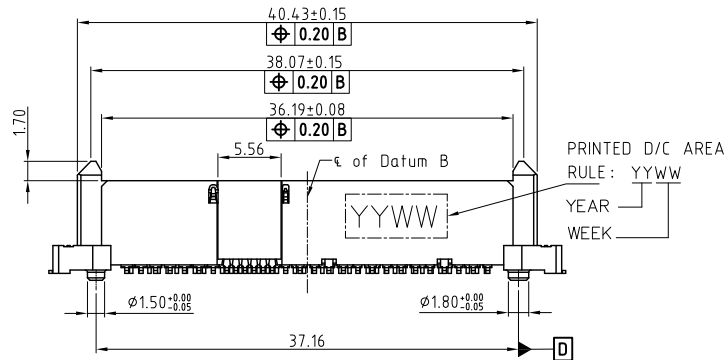 40.43±0.15
⌖ 0.20 B
38.07±0.15
⌖ 0.20 B
36.19±0.08
⌖ 0.20 B
1.70
5.56
℄ of Datum B
PRINTED D/C AREA
RULE: YYWW
YEAR
WEEK
YYWW
⌀1.50 +0.00 -0.05
⌀1.80 +0.00 -0.05
37.16
D